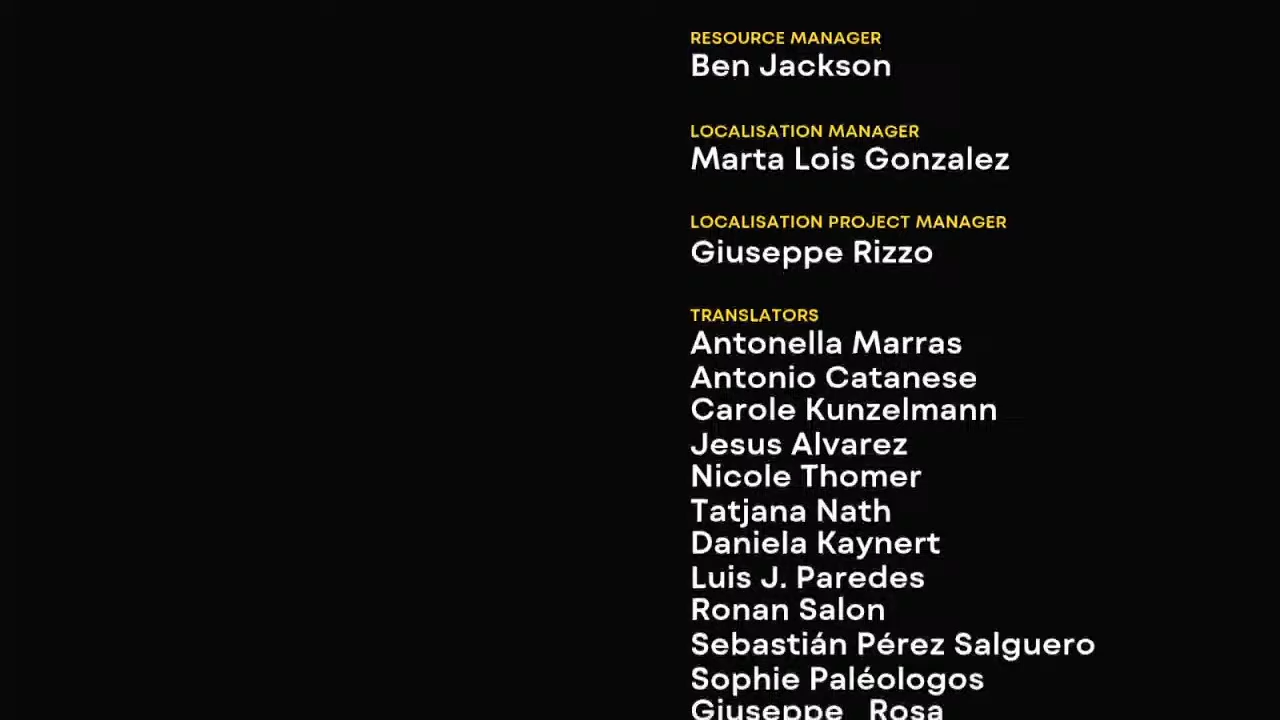 RESOURCE MANAGER
Ben Jackson
LOCALISATION MANAGER
Marta Lois Gonzalez
LOCALISATION PROJECT MANAGER
Giuseppe Rizzo
TRANSLATORS
Antonella Marras
Antonio Catanese
Carole Kunzelmann
Jesus Alvarez
Nicole Thomer
Tatjana Nath
Daniela Kaynert
Luis J. Paredes
Ronan Salon
Sebastián Pérez Salguero
Sophie Paléologos
Giuseppe Rosa